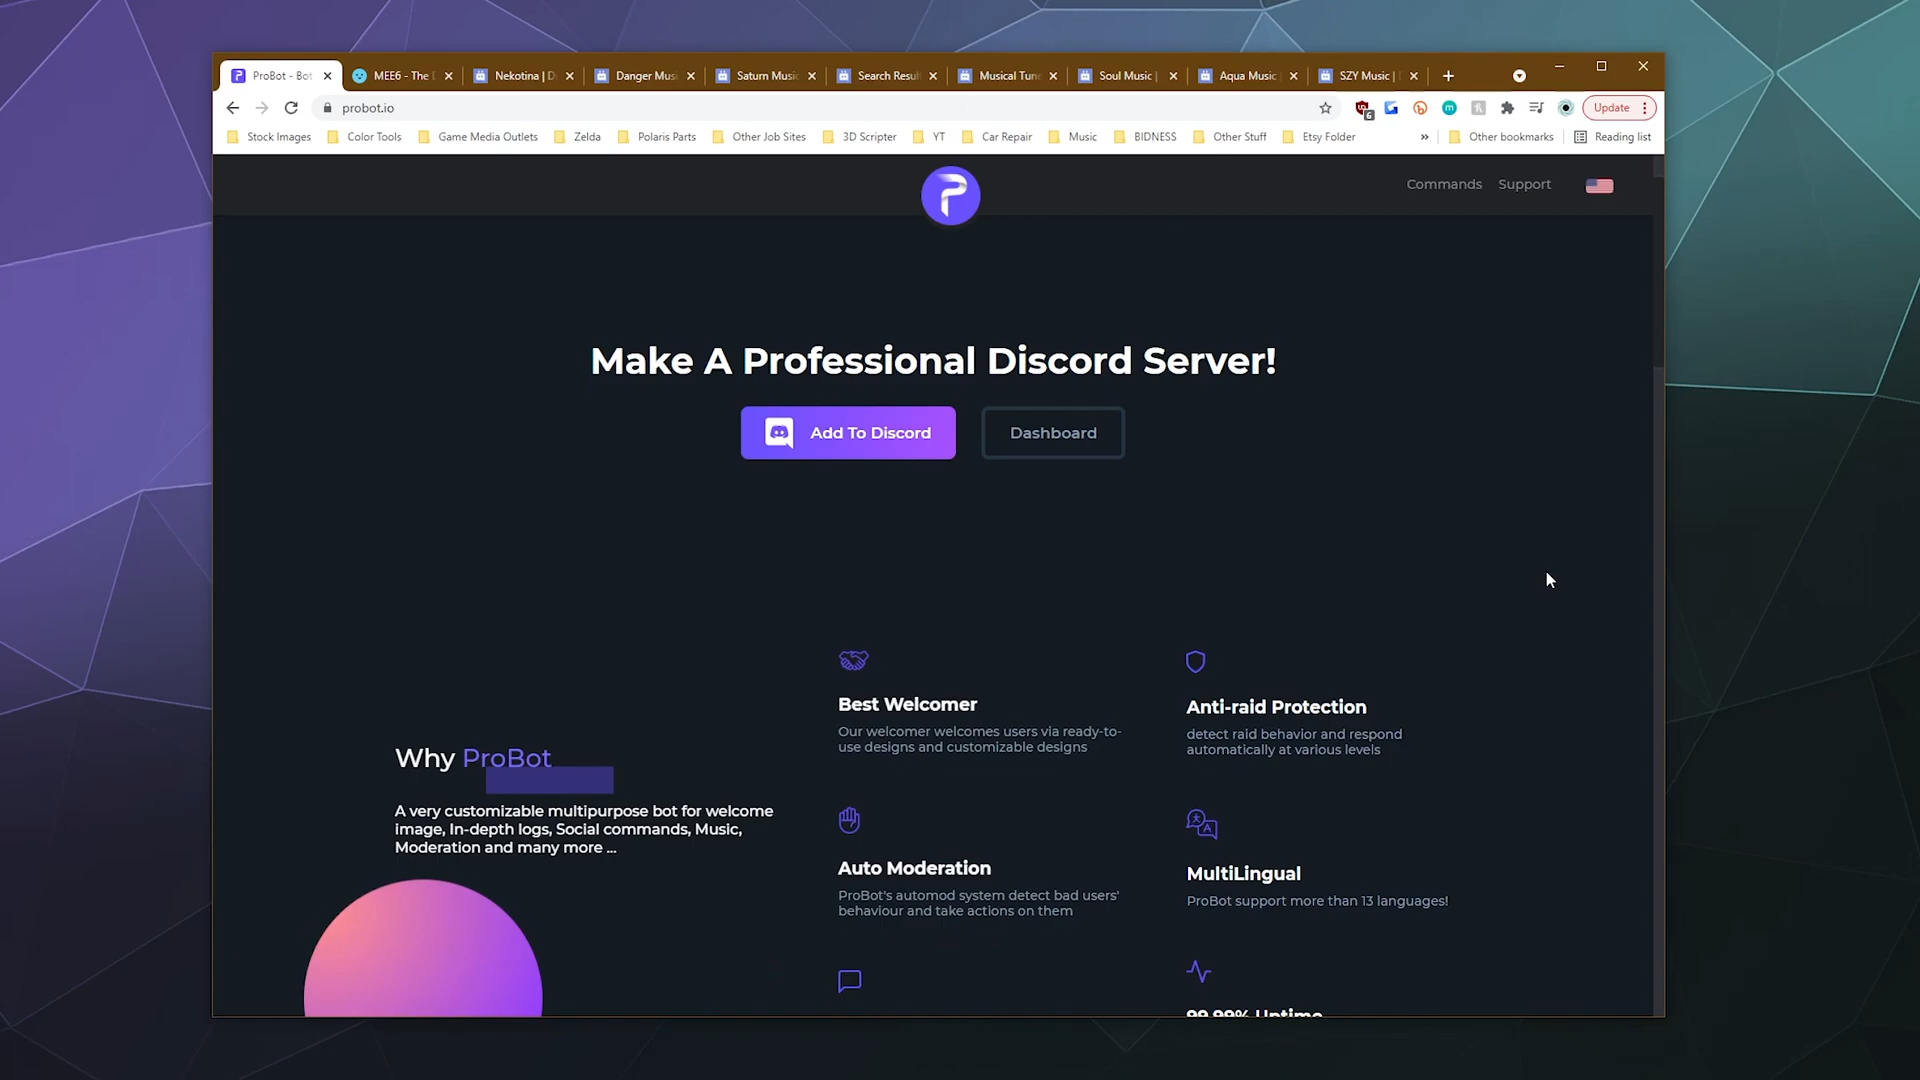 ProBot - Bot
MEE6 - The
Nekotina | D
Danger Mus
Saturn Music
Search Resul
Musical Tune
Soul Music |
Aqua Music
SZY Music |
probot.io
6
Update
Stock Images
Color Tools
Game Media Outlets
Zelda
Polaris Parts
Other Job Sites
3D Scripter
YT
Car Repair
Music
BIDNESS
Other Stuff
Etsy Folder
»
Other bookmarks
Reading list
Commands
Support
Make A Professional Discord Server!
Add To Discord
Dashboard
Why ProBot
A very customizable multipurpose bot for welcome
image, In-depth logs, Social commands, Music,
Moderation and many more ...
Best Welcomer
Our welcomer welcomes users via ready-to-
use designs and customizable designs
Anti-raid Protection
detect raid behavior and respond
automatically at various levels
Auto Moderation
ProBot's automod system detect bad users'
behaviour and take actions on them
MultiLingual
ProBot support more than 13 languages!
99.99% Uptime